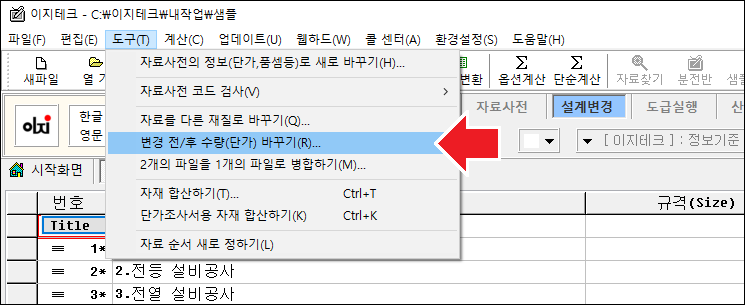 이지테크 - C:₩이지테크₩내작업₩샘플
파일(F) 편집(E) 도구(T) 계산(C) 업데이트(U) 웹하드(W) 콜 센터(A) 환경설정(S) 도움말(H)
자료사전의 정보(단가,품셈등)로 새로 바꾸기(H)...
자료사전 코드 검사(V)
자료를 다른 재질로 바꾸기(Q)...
변경 전/후 수량(단가) 바꾸기(R)...
2개의 파일을 1개의 파일로 병합하기(M)...
자재 합산하기(T)... Ctrl+T
단가조사서용 자재 합산하기(K) Ctrl+K
자료 순서 새로 정하기(L)
새파일 열 변환 옵션계산 단순계산 자료찾기 분전반 샘
한글
영문
자료사전 설계변경 도급실행 산
[ 이지테크 ] : 정보기준
시작화면
번호 규격(Size)
Title
1*
2* 2.전등 설비공사
3* 3.전열 설비공사